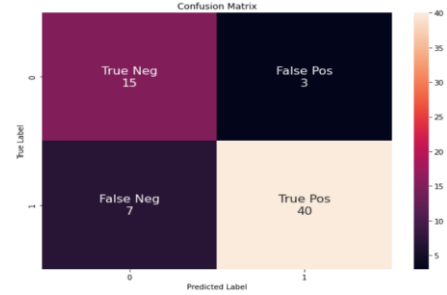 Confusion Matrix
True Neg
15
False Pos
3
False Neg
7
True Pos
40
0
1
True Label
0
1
Predicted Label
40
35
30
25
20
15
10
5